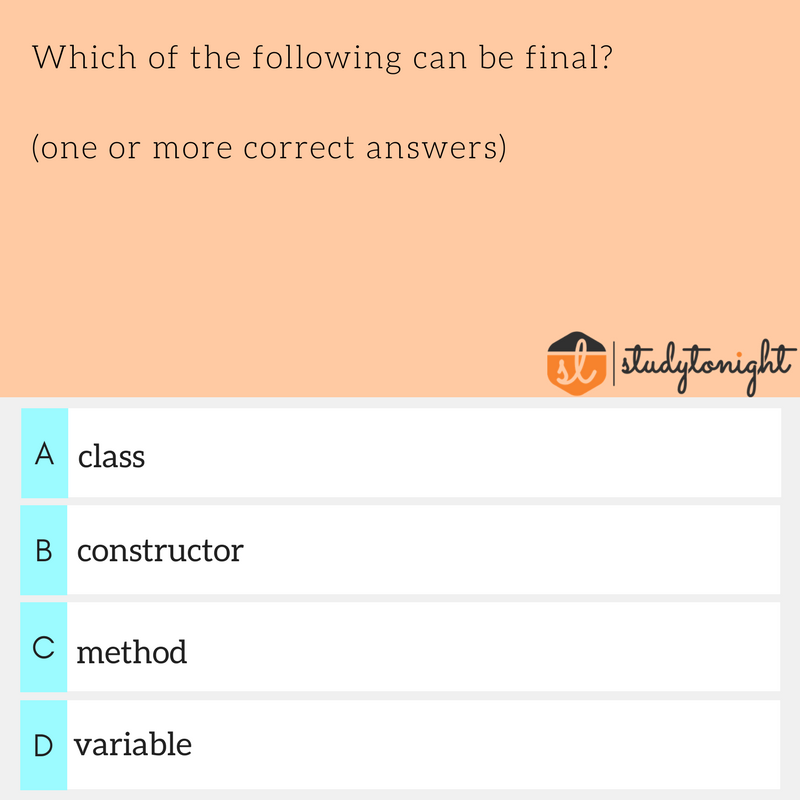 Which of the following can be final?
(one or more correct answers)
sl studytonight
A class
B constructor
C method
D variable